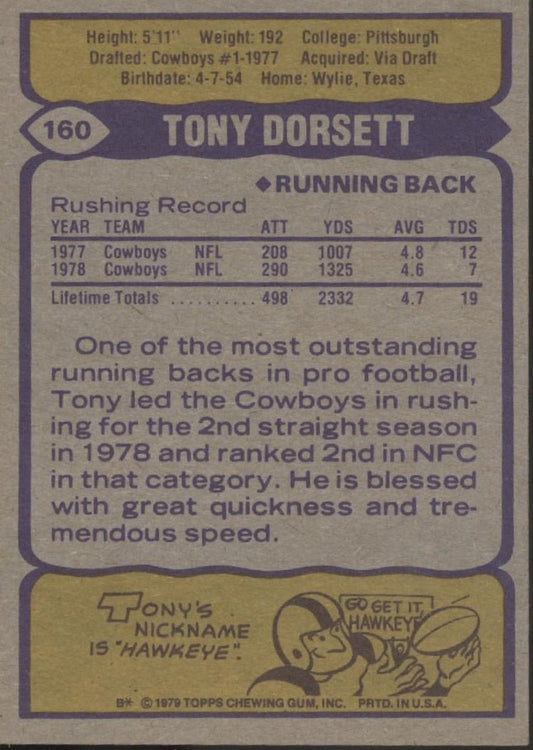 Height: 5'11" Weight: 192 College: Pittsburgh
Drafted: Cowboys #1-1977 Acquired: Via Draft
Birthdate: 4-7-54 Home: Wylie, Texas
160 TONY DORSETT
◆RUNNING BACK
Rushing Record
YEAR TEAM ATT YDS AVG TDS
1977 Cowboys NFL 208 1007 4.8 12
1978 Cowboys NFL 290 1325 4.6 7
Lifetime Totals .......... 498 2332 4.7 19
One of the most outstanding
running backs in pro football,
Tony led the Cowboys in rush-
ing for the 2nd straight season
in 1978 and ranked 2nd in NFC
in that category. He is blessed
with great quickness and tre-
mendous speed.
TONY'S
NICKNAME
IS "HAWKEYE".
GO GET IT,
HAWKEYE
B* © 1979 TOPPS CHEWING GUM, INC. PRTD. IN U.S.A.